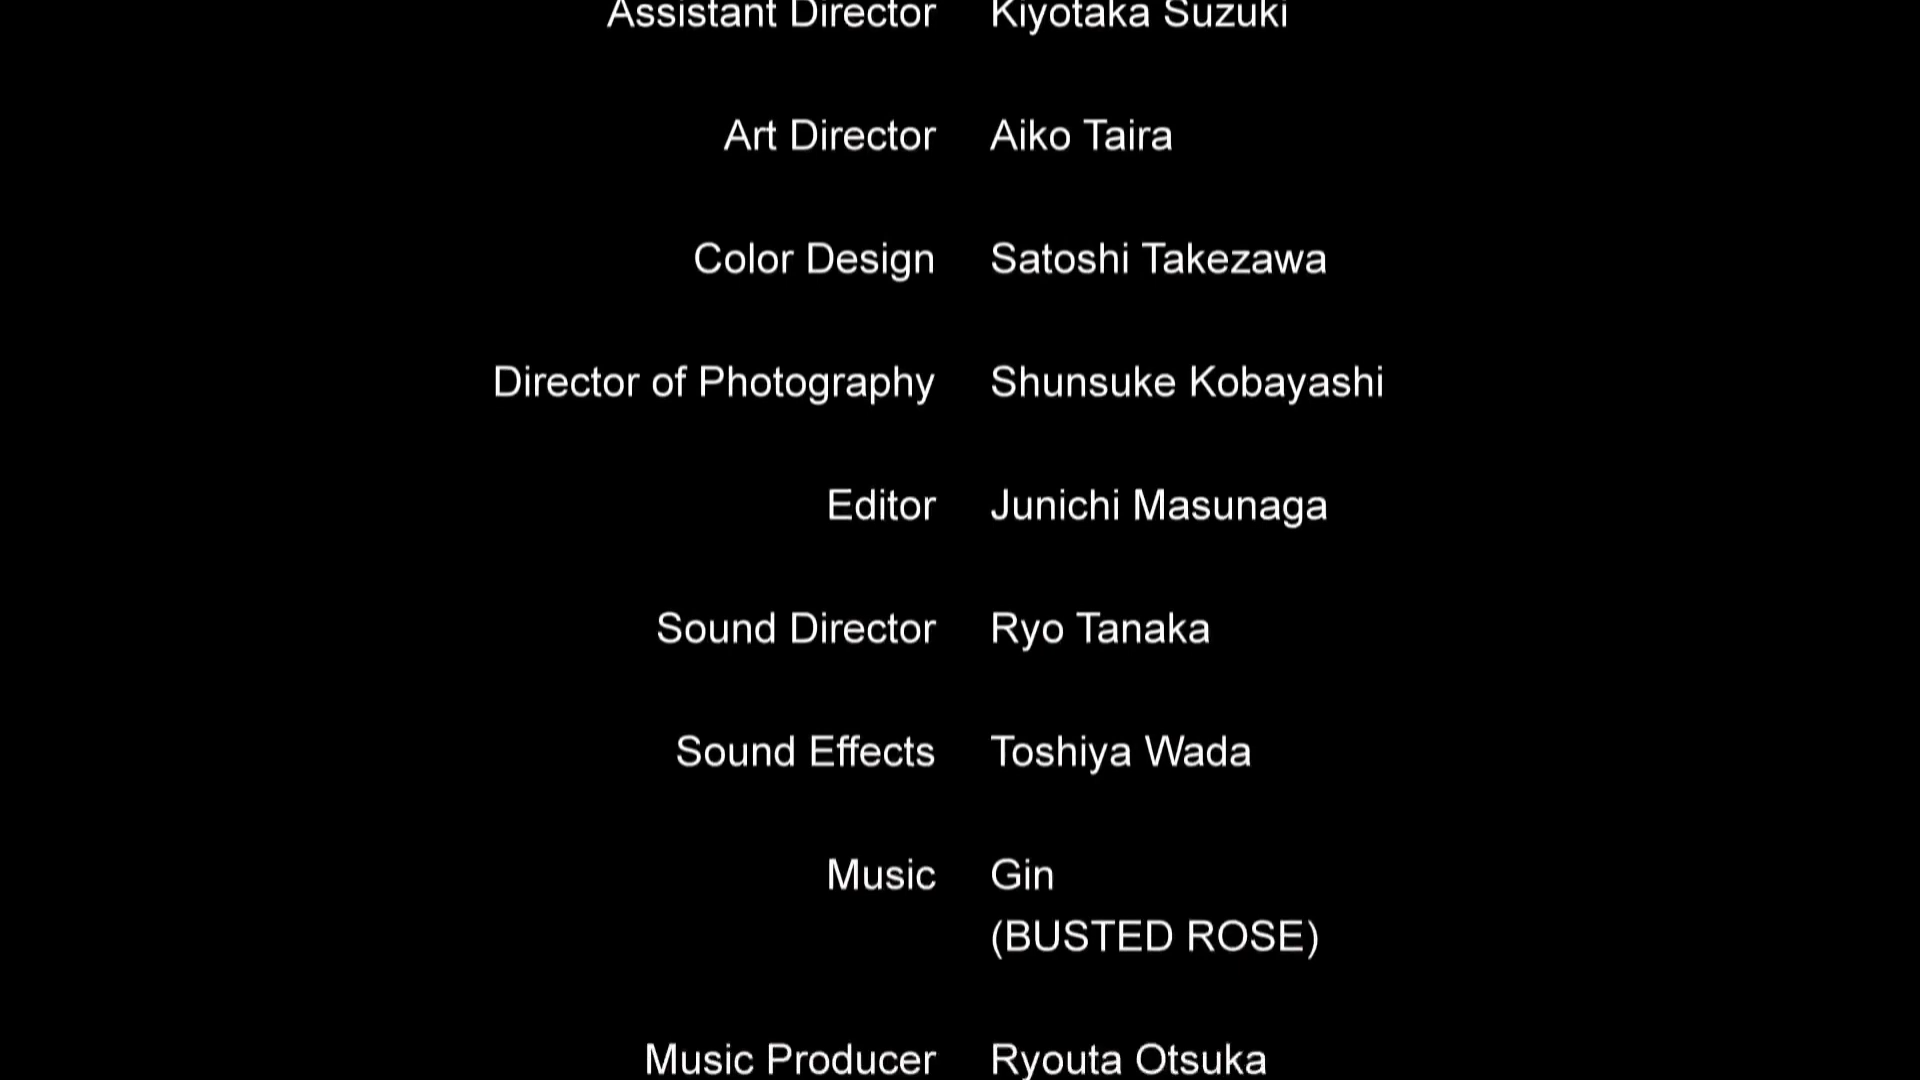 Assistant Director Kiyotaka Suzuki
Art Director Aiko Taira
Color Design Satoshi Takezawa
Director of Photography Shunsuke Kobayashi
Editor Junichi Masunaga
Sound Director Ryo Tanaka
Sound Effects Toshiya Wada
Music Gin
(BUSTED ROSE)
Music Producer Ryouta Otsuka